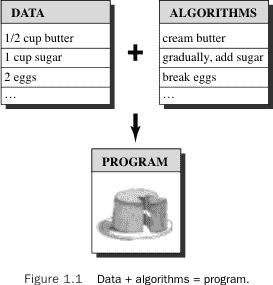 DATA
1/2 cup butter
1 cup sugar
2 eggs
…
+
ALGORITHMS
cream butter
gradually, add sugar
break eggs
…
PROGRAM
Figure 1.1 Data + algorithms = program.